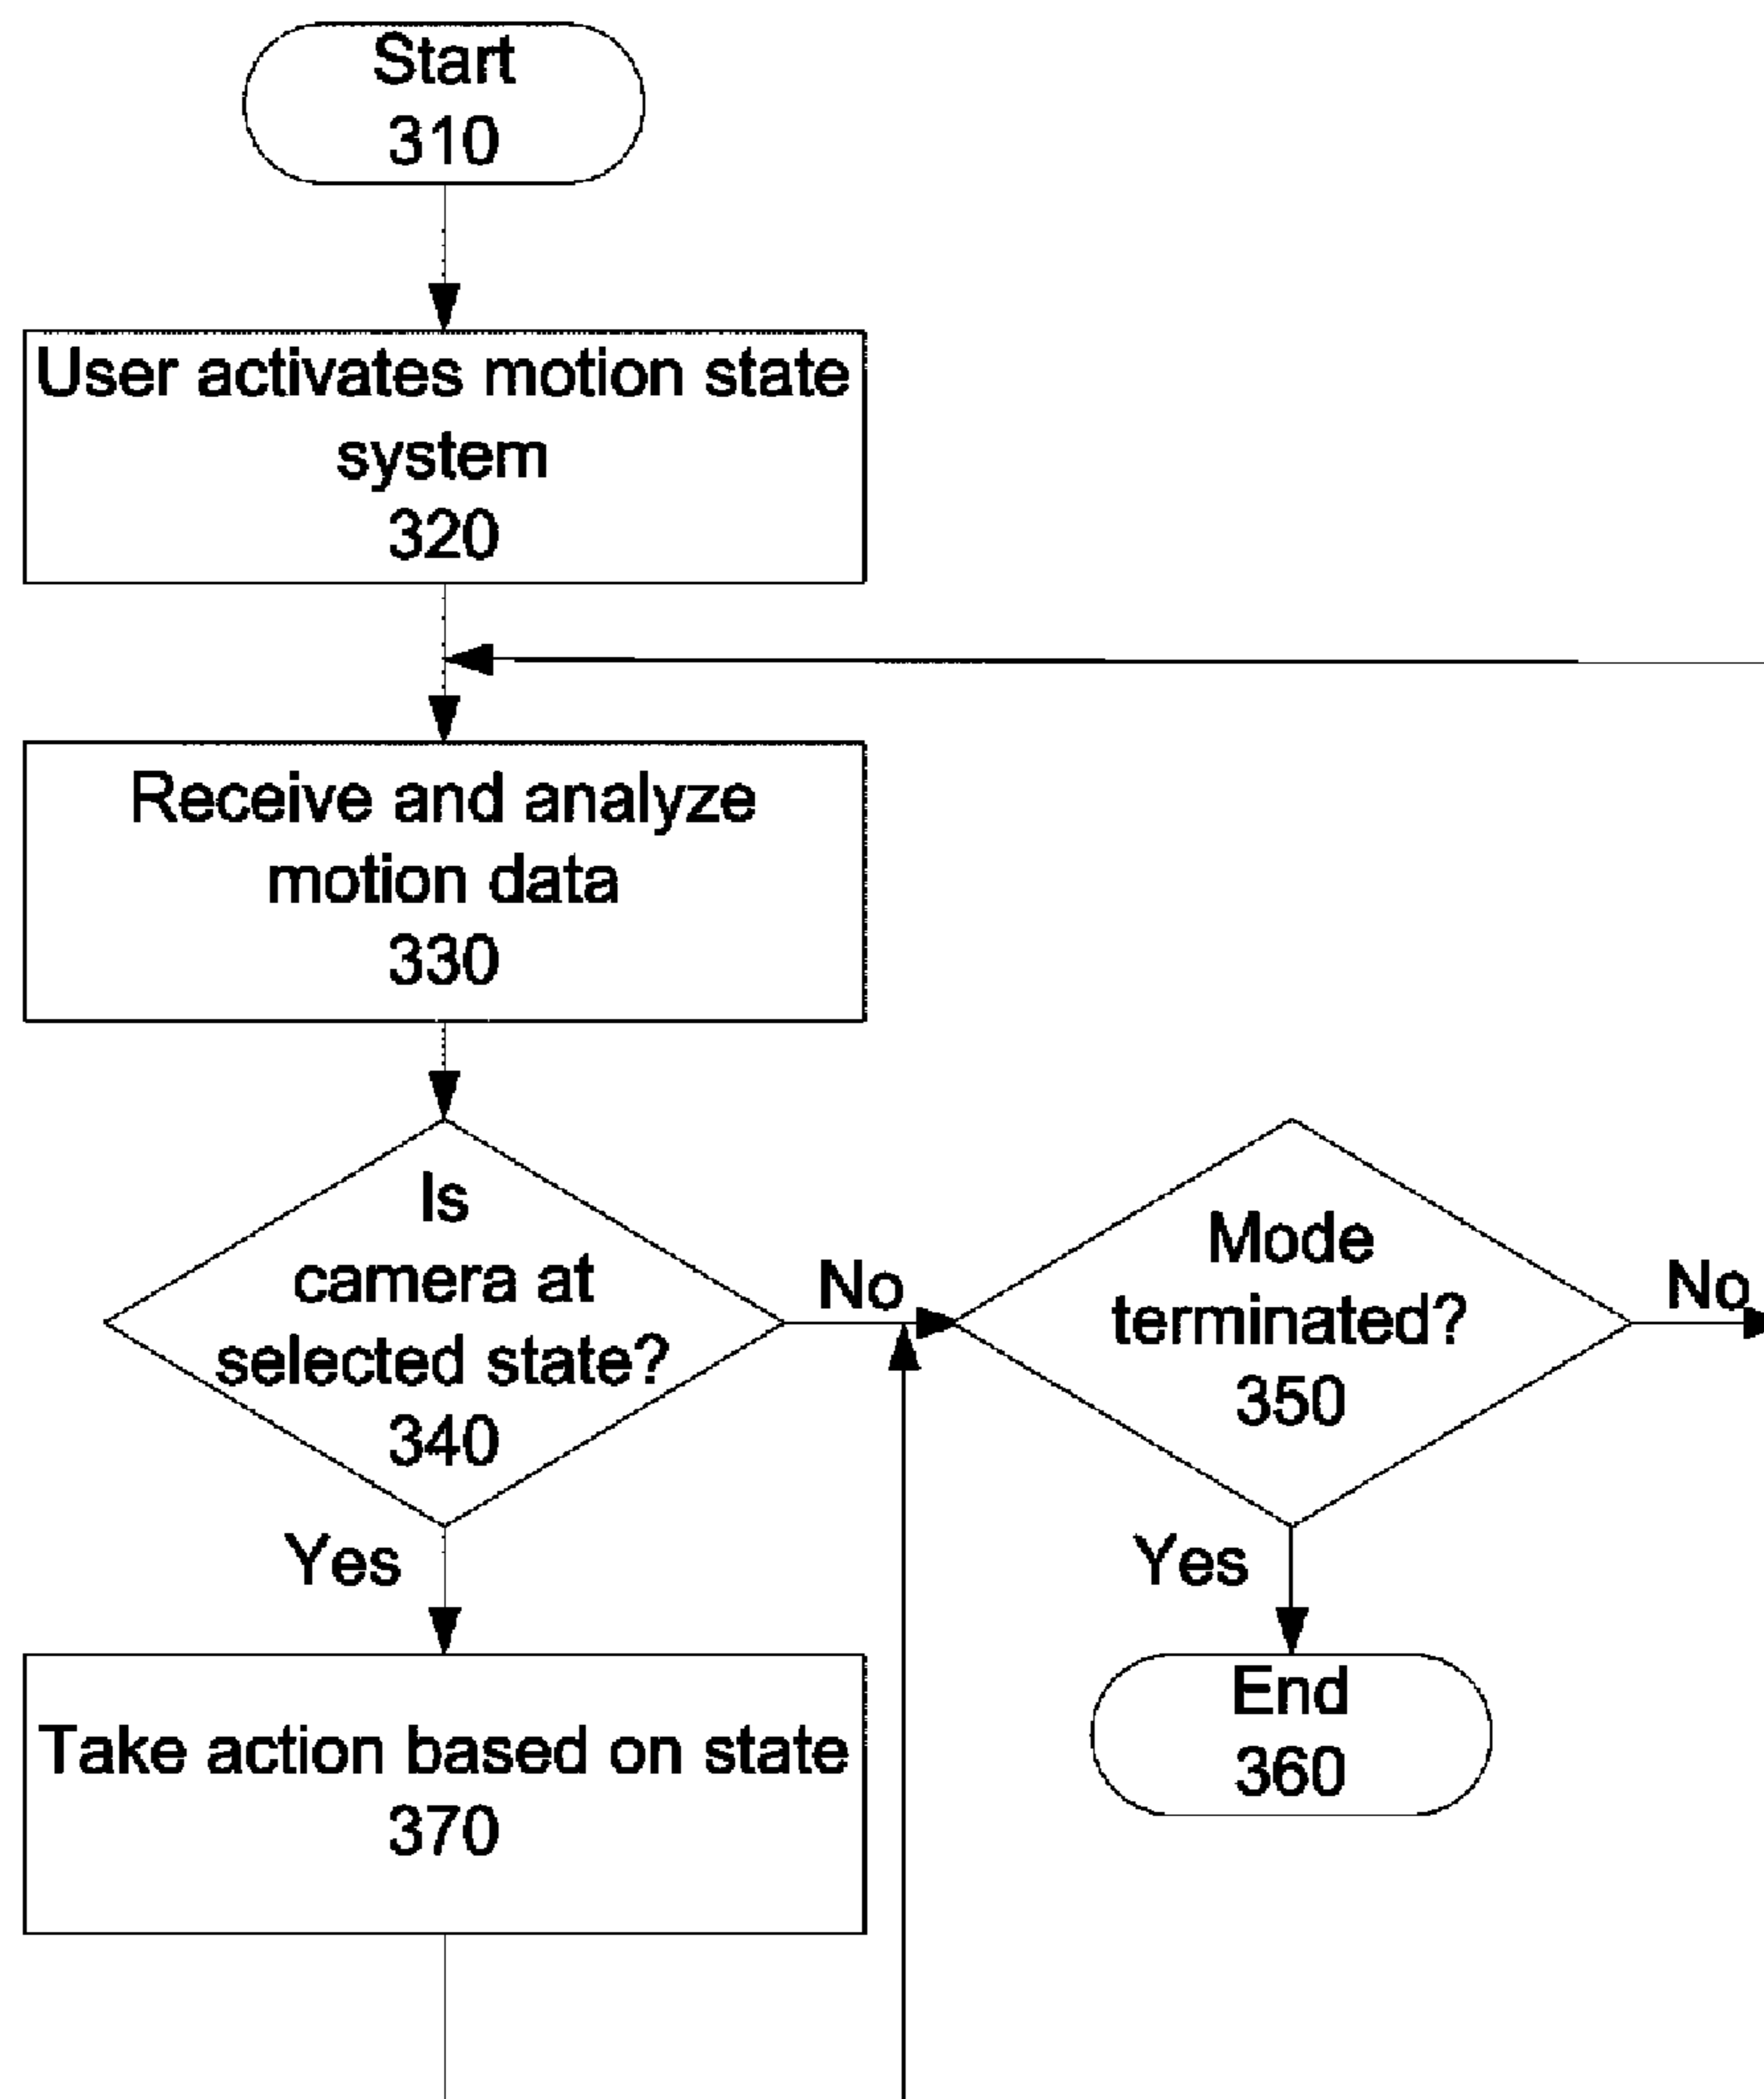 Start
310
User activates motion state
system
320
Receive and analyze
motion data
330
Is
camera at
selected state?
340
No
Mode
terminated?
350
No
Yes
Yes
Take action based on state
370
End
360